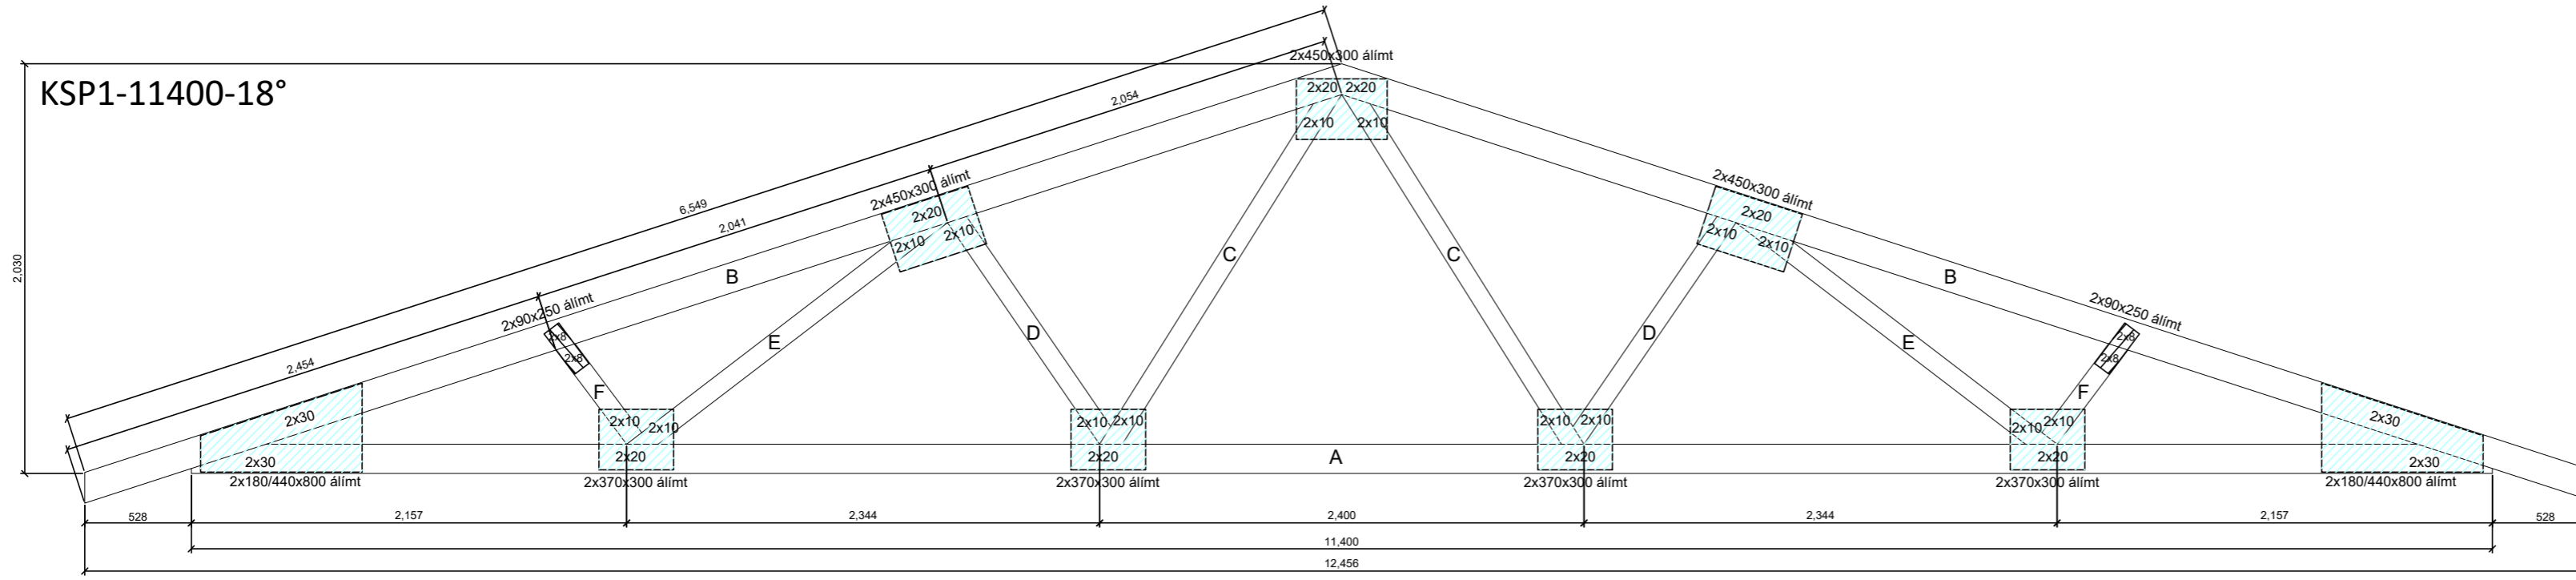 KSP1-11400-18°
2,030
6,549
2,054
2,041
2,454
2x450x300 álímt
2x20 2x20
2x10 2x10
2x450x300 álímt
2x20
2x10 2x10
2x450x300 álímt
2x20
2x10 2x10
B
B
C
C
D
D
E
E
2x90x250 álímt
2x8
2x8
F
2x90x250 álímt
2x8
2x8
F
2x30
2x30
2x180/440x800 álímt
2x10 2x10
2x20
2x370x300 álímt
2x10 2x10
2x20
2x370x300 álímt
A
2x10 2x10
2x20
2x370x300 álímt
2x10 2x10
2x20
2x370x300 álímt
2x30
2x30
2x180/440x800 álímt
528 2,157 2,344 2,400 2,344 2,157 528
11,400
12,456